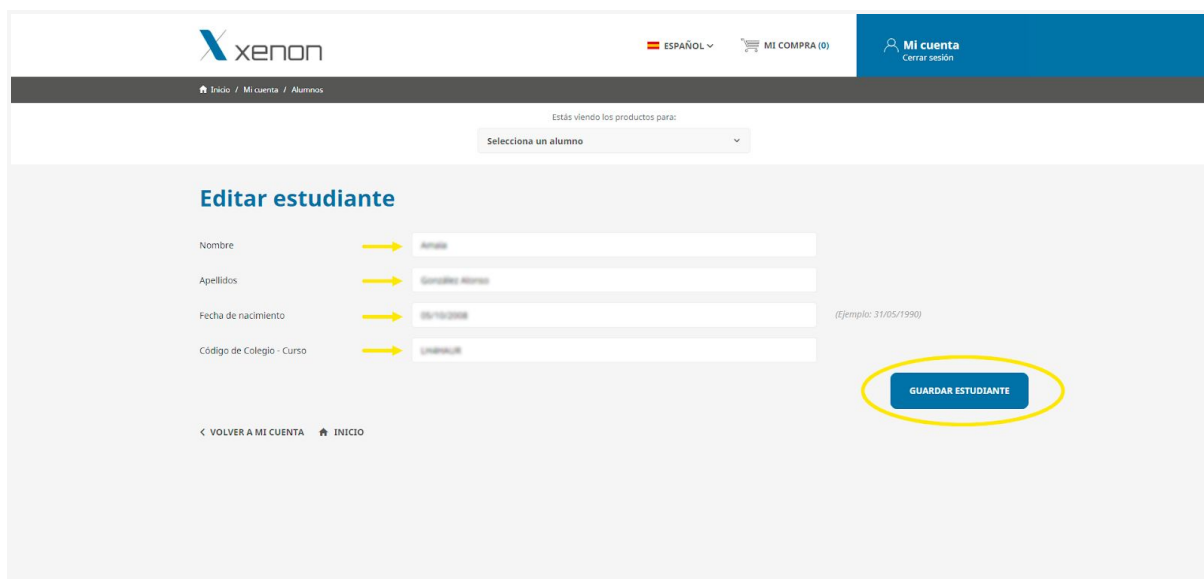 xenon
ESPAÑOL
MI COMPRA (0)
Mi cuenta
Cerrar sesión
Inicio / Mi cuenta / Alumnos
Estás viendo los productos para:
Selecciona un alumno
Editar estudiante
Nombre
Apellidos
Fecha de nacimiento
(Ejemplo: 31/05/1990)
Código de Colegio - Curso
GUARDAR ESTUDIANTE
< VOLVER A MI CUENTA INICIO